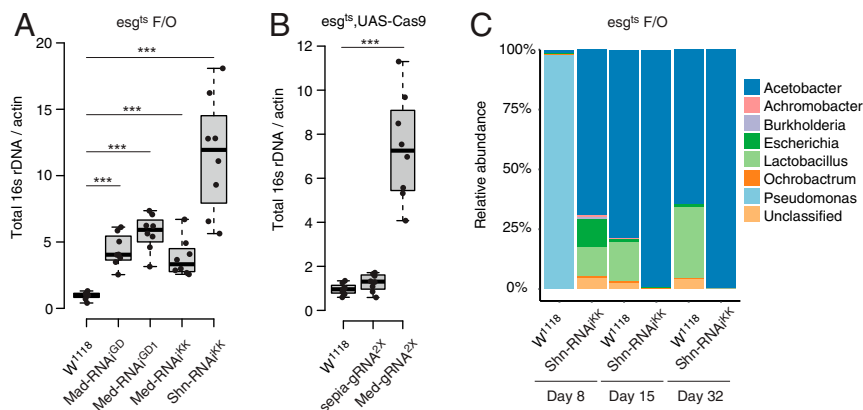 A
esg^ts F/O
Total 16s rDNA / actin
20
15
10
5
0
***
***
***
***
W^1118
Mad-RNAi^GD
Med-RNAi^GD1
Med-RNAi^KK
Shn-RNAi^KK
B
esg^ts,UAS-Cas9
Total 16s rDNA / actin
12
10
8
6
4
2
0
***
W^1118
sepia-gRNA^2X
Med-gRNA^2X
C
esg^ts F/O
Relative abundance
100%
75%
50%
25%
0%
W^1118
Shn-RNAi^KK
W^1118
Shn-RNAi^KK
W^1118
Shn-RNAi^KK
Day 8
Day 15
Day 32
Acetobacter
Achromobacter
Burkholderia
Escherichia
Lactobacillus
Ochrobactrum
Pseudomonas
Unclassified